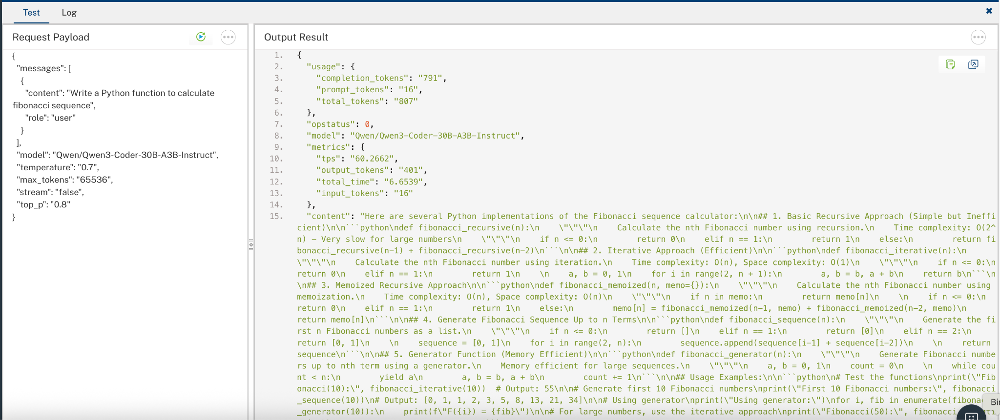 Test Log
Request Payload
{
"messages": [
{
"content": "Write a Python function to calculate
fibonacci sequence",
"role": "user"
}
],
"model": "Qwen/Qwen3-Coder-30B-A3B-Instruct",
"temperature": "0.7",
"max_tokens": "65536",
"stream": "false",
"top_p": "0.8"
}
Output Result
1. {
2. "usage": {
3. "completion_tokens": "791",
4. "prompt_tokens": "16",
5. "total_tokens": "807"
6. },
7. "opstatus": 0,
8. "model": "Qwen/Qwen3-Coder-30B-A3B-Instruct",
9. "metrics": {
10. "tps": "60.2662",
11. "output_tokens": "401",
12. "total_time": "6.6539",
13. "input_tokens": "16"
14. },
15. "content": "Here are several Python implementations of the Fibonacci sequence calculator:\n\n## 1. Basic Recursive Approach (Simple but Ineffi
cient)\n\n```python\ndef fibonacci_recursive(n):\n    \"\"\"\n    Calculate the nth Fibonacci number using recursion.\n    Time complexity: O(2^
n) - Very slow for large numbers\n    \"\"\"\n    if n <= 0:\n        return 0\n    elif n == 1:\n        return 1\n    else:\n        return fi
bonacci_recursive(n-1) + fibonacci_recursive(n-2)\n```\n\n## 2. Iterative Approach (Efficient)\n\n```python\ndef fibonacci_iterative(n):\n
\"\"\"\n    Calculate the nth Fibonacci number using iteration.\n    Time complexity: O(n), Space complexity: O(1)\n    \"\"\"\n    if n <= 0:\n
return 0\n    elif n == 1:\n        return 1\n    \n    a, b = 0, 1\n    for i in range(2, n + 1):\n        a, b = b, a + b\n    return b\n```\n
\n## 3. Memoized Recursive Approach\n\n```python\ndef fibonacci_memoized(n, memo={}):\n    \"\"\"\n    Calculate the nth Fibonacci number using
memoization.\n    Time complexity: O(n), Space complexity: O(n)\n    \"\"\"\n    if n in memo:\n        return memo[n]\n    \n    if n <= 0:\n
return 0\n    elif n == 1:\n        return 1\n    else:\n        memo[n] = fibonacci_memoized(n-1, memo) + fibonacci_memoized(n-2, memo)\n
return memo[n]\n```\n\n## 4. Generate Fibonacci Sequence Up to n Terms\n\n```python\ndef fibonacci_sequence(n):\n    \"\"\"\n    Generate the fi
rst n Fibonacci numbers as a list.\n    \"\"\"\n    if n <= 0:\n        return []\n    elif n == 1:\n        return [0]\n    elif n == 2:\n
return [0, 1]\n    \n    sequence = [0, 1]\n    for i in range(2, n):\n        sequence.append(sequence[i-1] + sequence[i-2])\n    \n    return
sequence\n```\n\n## 5. Generator Function (Memory Efficient)\n\n```python\ndef fibonacci_generator(n):\n    \"\"\"\n    Generate Fibonacci numbe
rs up to nth term using a generator.\n    Memory efficient for large sequences.\n    \"\"\"\n    a, b = 0, 1\n    count = 0\n    \n    while cou
nt < n:\n        yield a\n        a, b = b, a + b\n        count += 1\n```\n\n## Usage Examples:\n\n```python\n# Test the functions\nprint(\"Fib
onacci(10):\", fibonacci_iterative(10))  # Output: 55\n\n# Generate first 10 Fibonacci numbers\nprint(\"First 10 Fibonacci numbers:\", fibonacci
_sequence(10))\n# Output: [0, 1, 1, 2, 3, 5, 8, 13, 21, 34]\n\n# Using generator\nprint(\"Using generator:\")\nfor i, fib in enumerate(fibona
_generator(10)):\n    print(f\"F({i}) = {fib}\")\n\n# For large numbers, use the iterative approach\nprint(\"Fibonacci(50):\", fibonacci